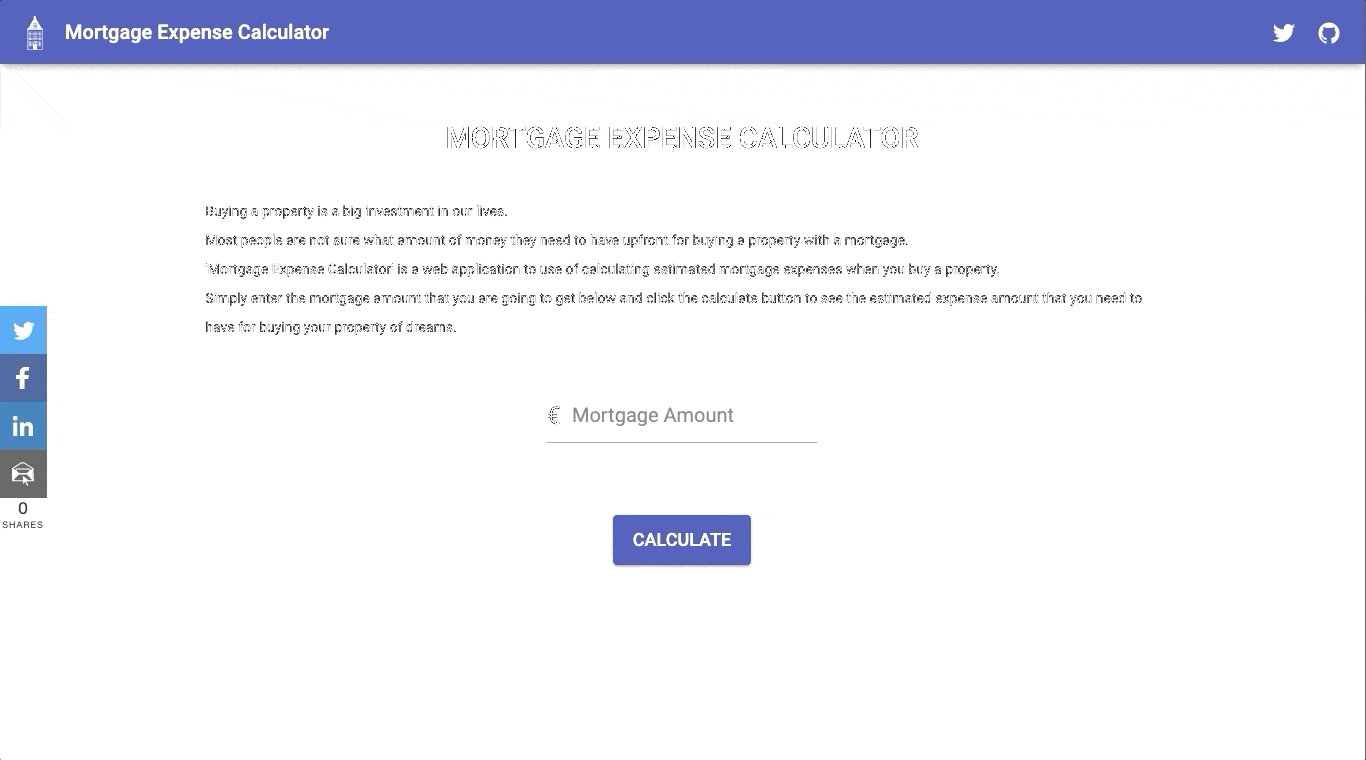 Mortgage Expense Calculator
MORTGAGE EXPENSE CALCULATOR
Buying a property is a big investment in our lives.
Most people are not sure what amount of money they need to have upfront for buying a property with a mortgage.
'Mortgage Expense Calculator' is a web application to use of calculating estimated mortgage expenses when you buy a property.
Simply enter the mortgage amount that you are going to get below and click the calculate button to see the estimated expense amount that you need to
have for buying your property of dreams.
€ Mortgage Amount
CALCULATE
0
SHARES